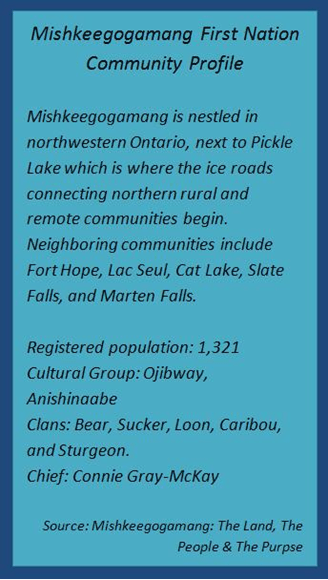 Mishkeegogamang First Nation
Community Profile
Mishkeegogamang is nestled in
northwestern Ontario, next to Pickle
Lake which is where the ice roads
connecting northern rural and
remote communities begin.
Neighboring communities include
Fort Hope, Lac Seul, Cat Lake, Slate
Falls, and Marten Falls.
Registered population: 1,321
Cultural Group: Ojibway,
Anishinaabe
Clans: Bear, Sucker, Loon, Caribou,
and Sturgeon.
Chief: Connie Gray-McKay
Source: Mishkeegogamang: The Land, The
People & The Purpse